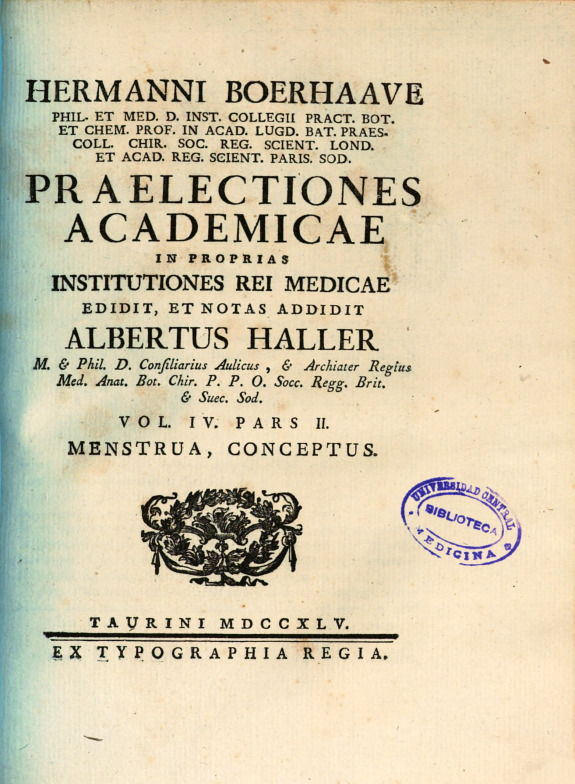 HERMANNI BOERHAAVE
PHIL. ET MED. D. INST. COLLEGII PRACT. BOT.
ET CHEM. PROF. IN ACAD. LUGD. BAT. PRAES.
COLL. CHIR. SOC. REG. SCIENT. LOND.
ET ACAD. REG. SCIENT. PARIS. SOD.
PRAELECTIONES
ACADEMICAE
IN PROPRIAS
INSTITUTIONES REI MEDICAE
EDIDIT, ET NOTAS ADDIDIT
ALBERTUS HALLER
M. & Phil. D. Consiliarius Aulicus, & Archiater Regius
Med. Anat. Bot. Chir. P. P. O. Socc. Regg. Brit.
& Suec. Sod.
VOL. IV. PARS II.
MENSTRUA, CONCEPTUS.
UNIVERSIDAD CENTRAL
BIBLIOTECA
MEDICINA
TAURINI MDCCXLV.
EX TYPOGRAPHIA REGIA.